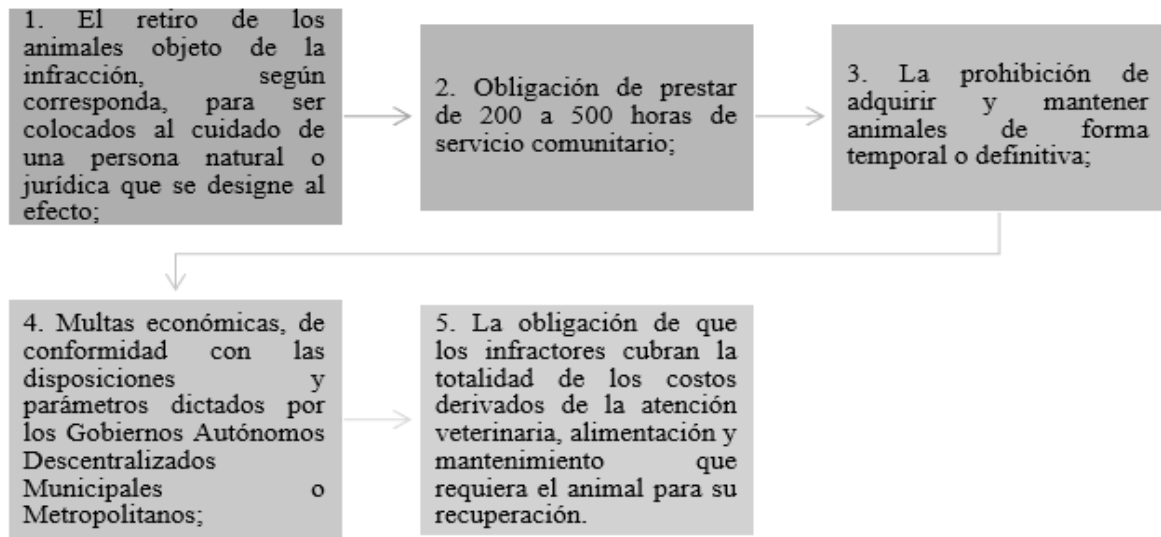 1. El retiro de los
animales objeto de la
infracción, según
corresponda, para ser
colocados al cuidado de
una persona natural o
jurídica que se designe al
efecto;
2. Obligación de prestar
de 200 a 500 horas de
servicio comunitario;
3. La prohibición de
adquirir y mantener
animales de forma
temporal o definitiva;
4. Multas económicas, de
conformidad con las
disposiciones y
parámetros dictados por
los Gobiernos Autónomos
Descentralizados
Municipales o
Metropolitanos;
5. La obligación de que
los infractores cubran la
totalidad de los costos
derivados de la atención
veterinaria, alimentación y
mantenimiento que
requiera el animal para su
recuperación.